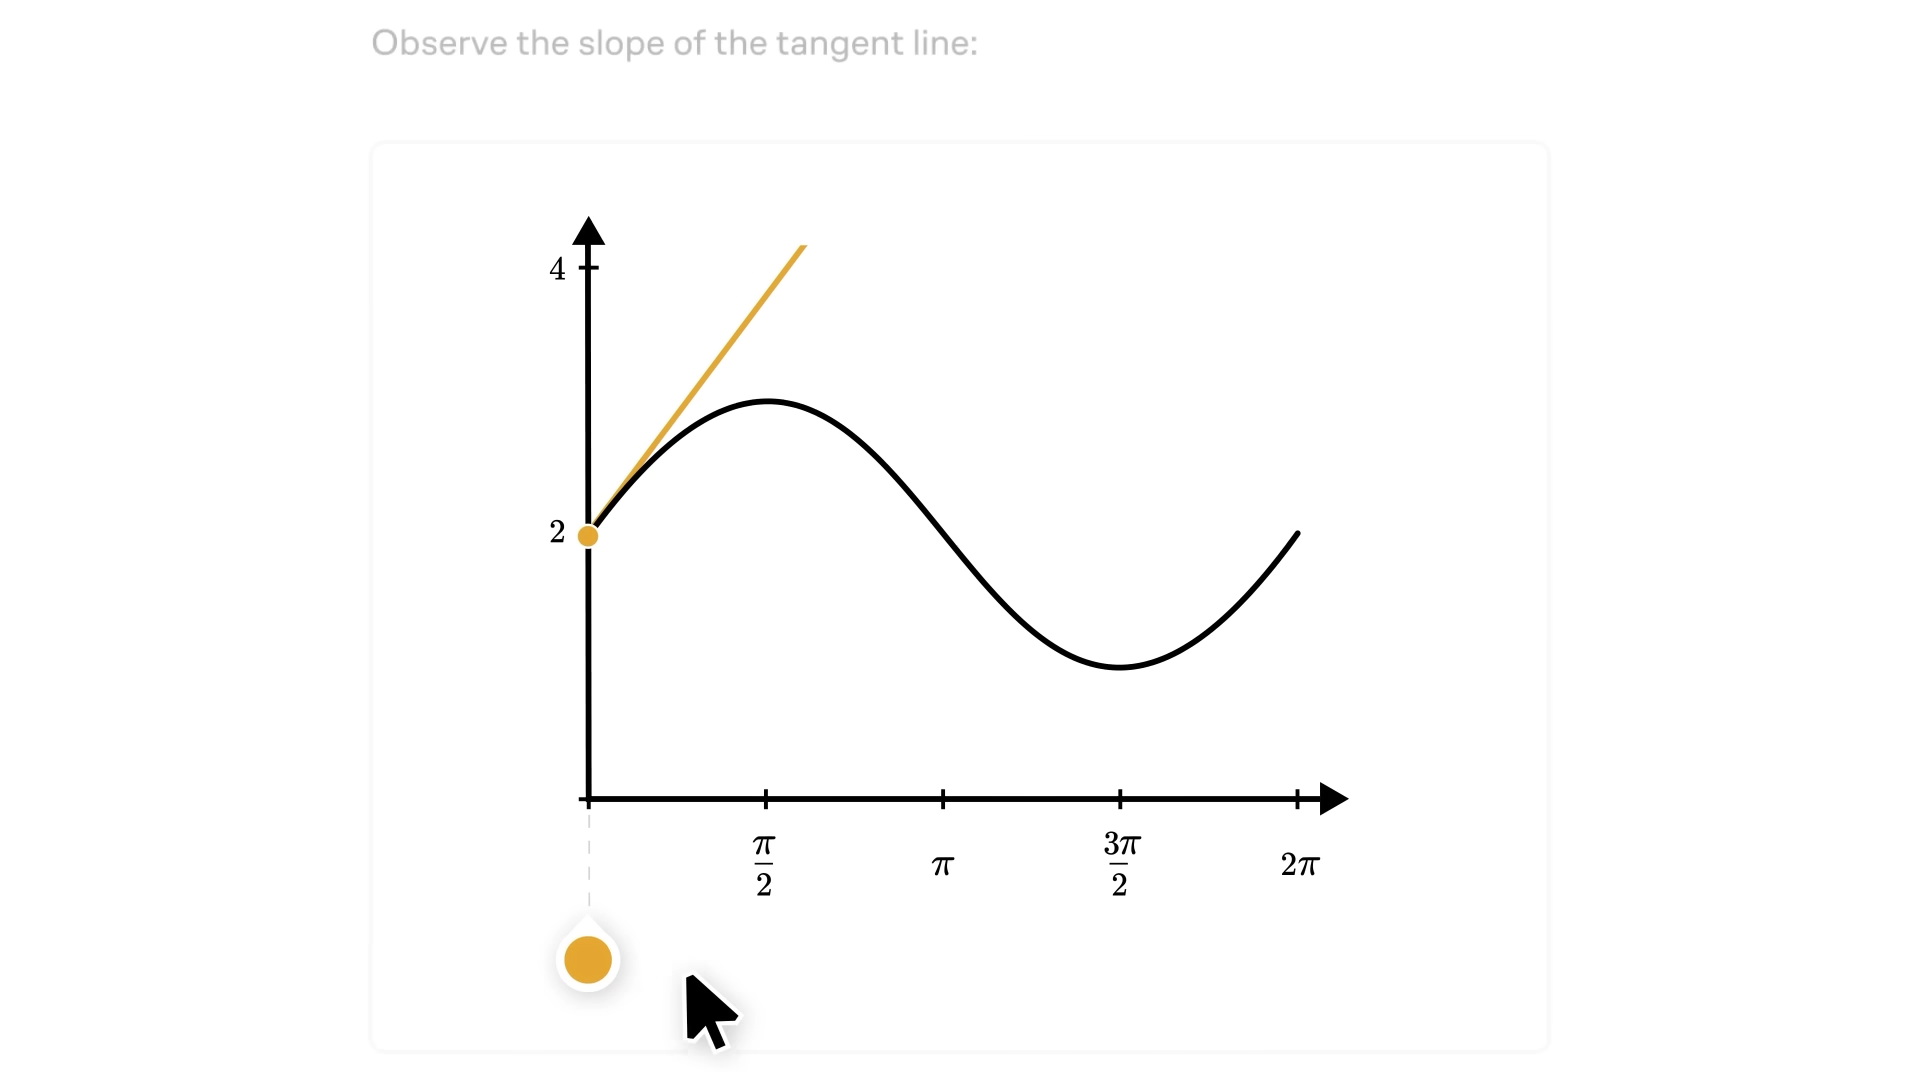 Observe the slope of the tangent line:
4
2
π/2 π 3π/2 2π